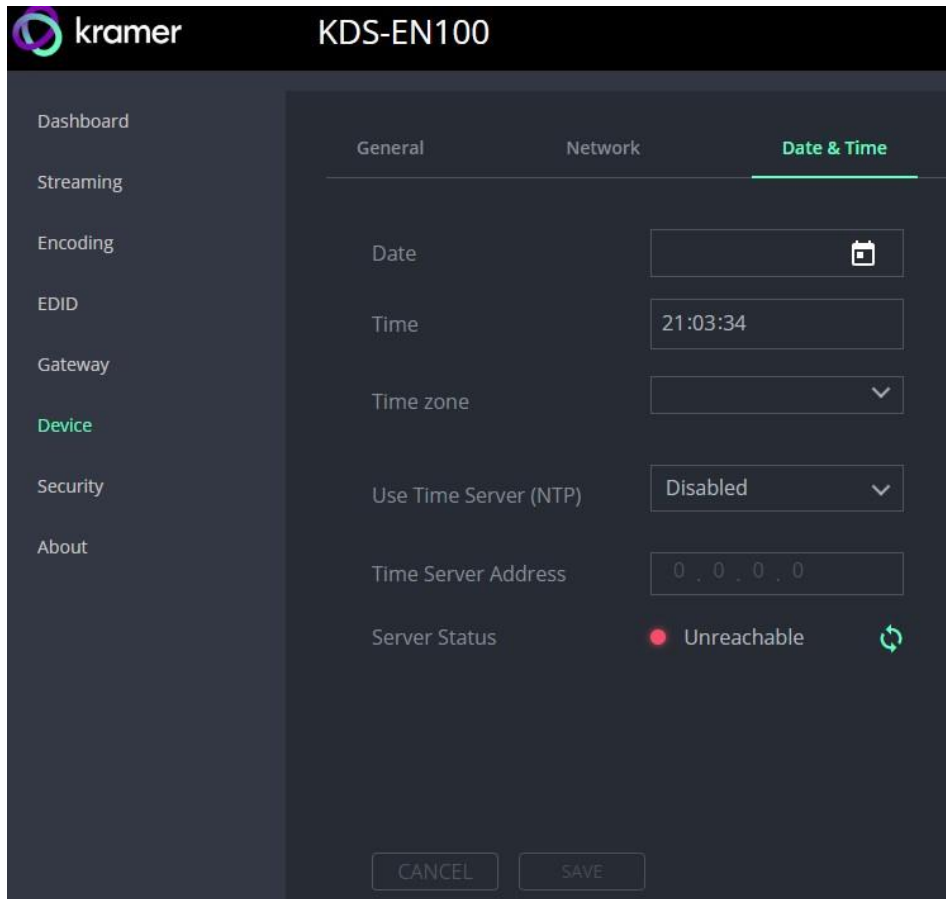 kramer
KDS-EN100
Dashboard
Streaming
Encoding
EDID
Gateway
Device
Security
About
General Network Date & Time
Date
Time 21:03:34
Time zone
Use Time Server (NTP) Disabled
Time Server Address 0 . 0 . 0 . 0
Server Status Unreachable
CANCEL SAVE